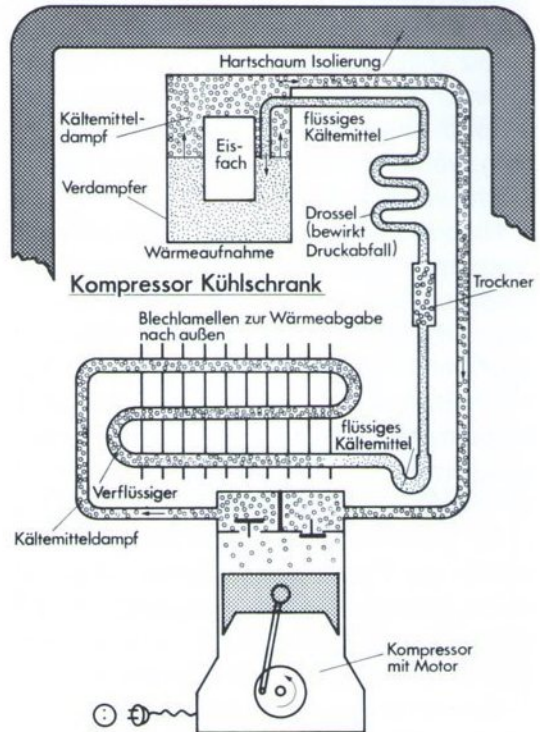 Hartschaum Isolierung
Kältemittel-
dampf
Eis-
fach
flüssiges
Kältemittel
Verdampfer
Drossel
(bewirkt
Druckabfall)
Wärmeaufnahme
Trockner
Kompressor Kühlschrank
Blechlamellen zur Wärmeabgabe
nach außen
flüssiges
Kältemittel
Verflüssiger
Kältemitteldampf
Kompressor
mit Motor